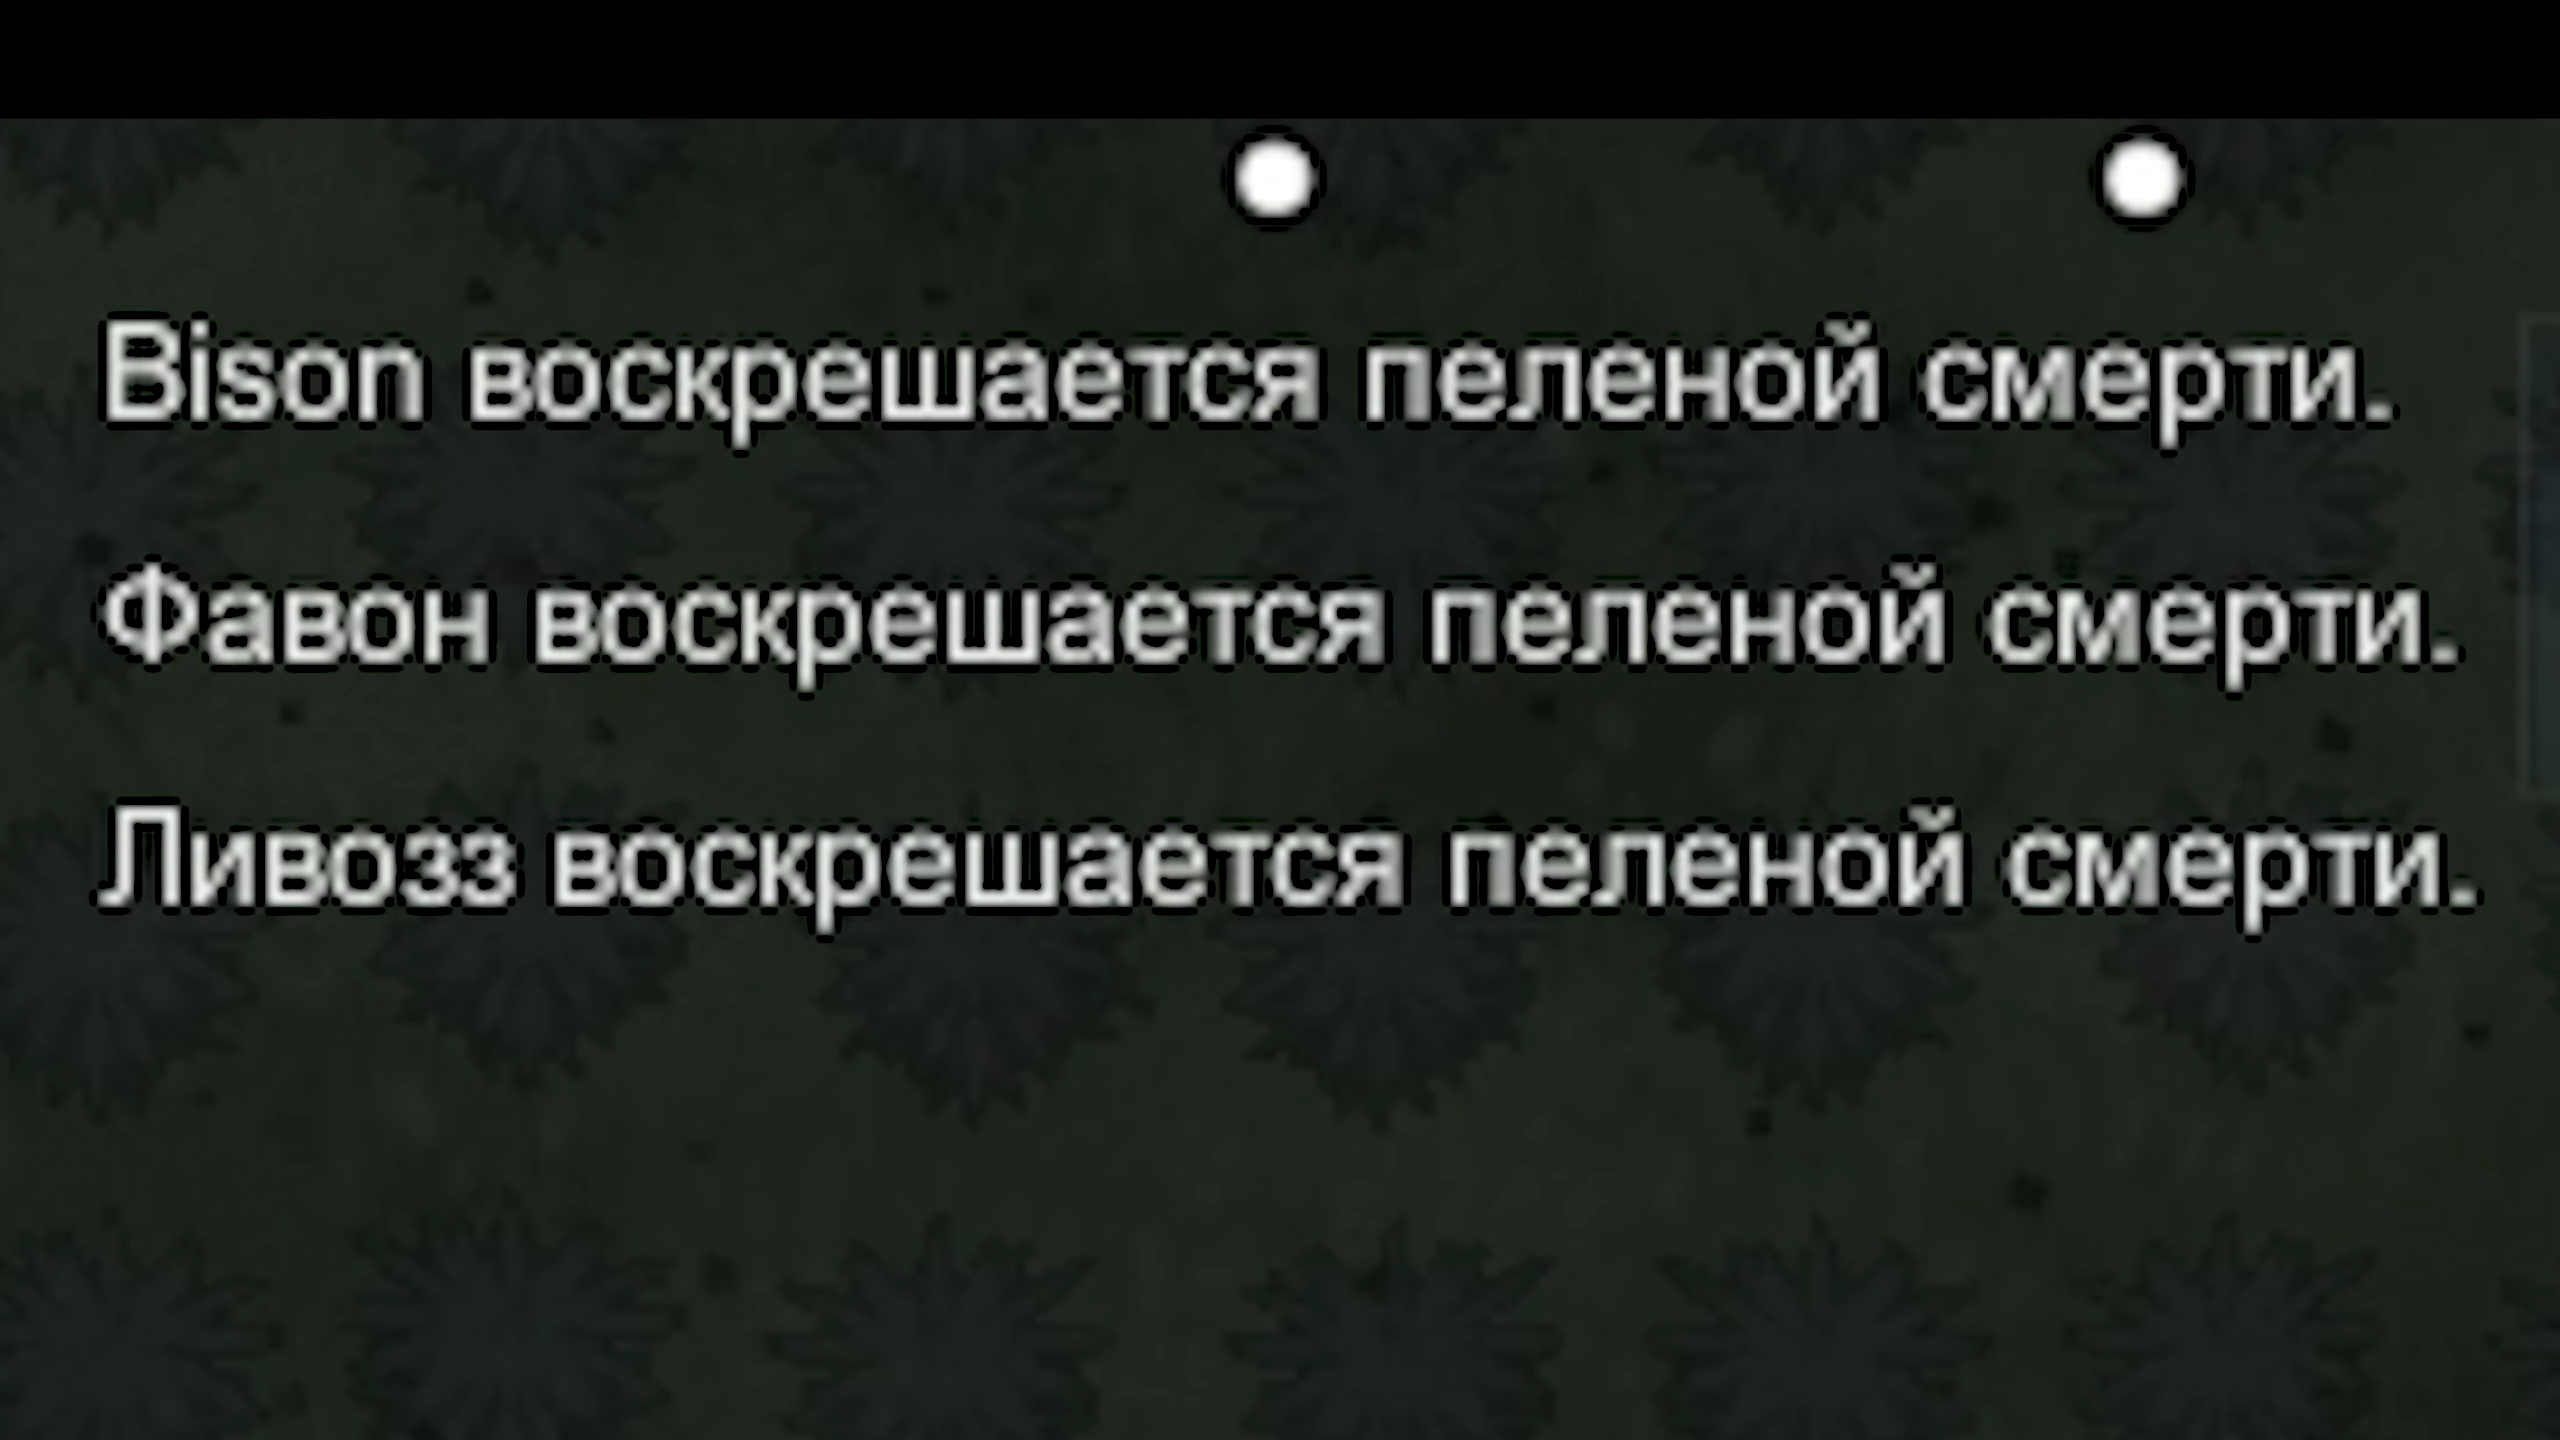 Bison воскрешается пеленой смерти.
Фавон воскрешается пеленой смерти.
Ливозз воскрешается пеленой смерти.